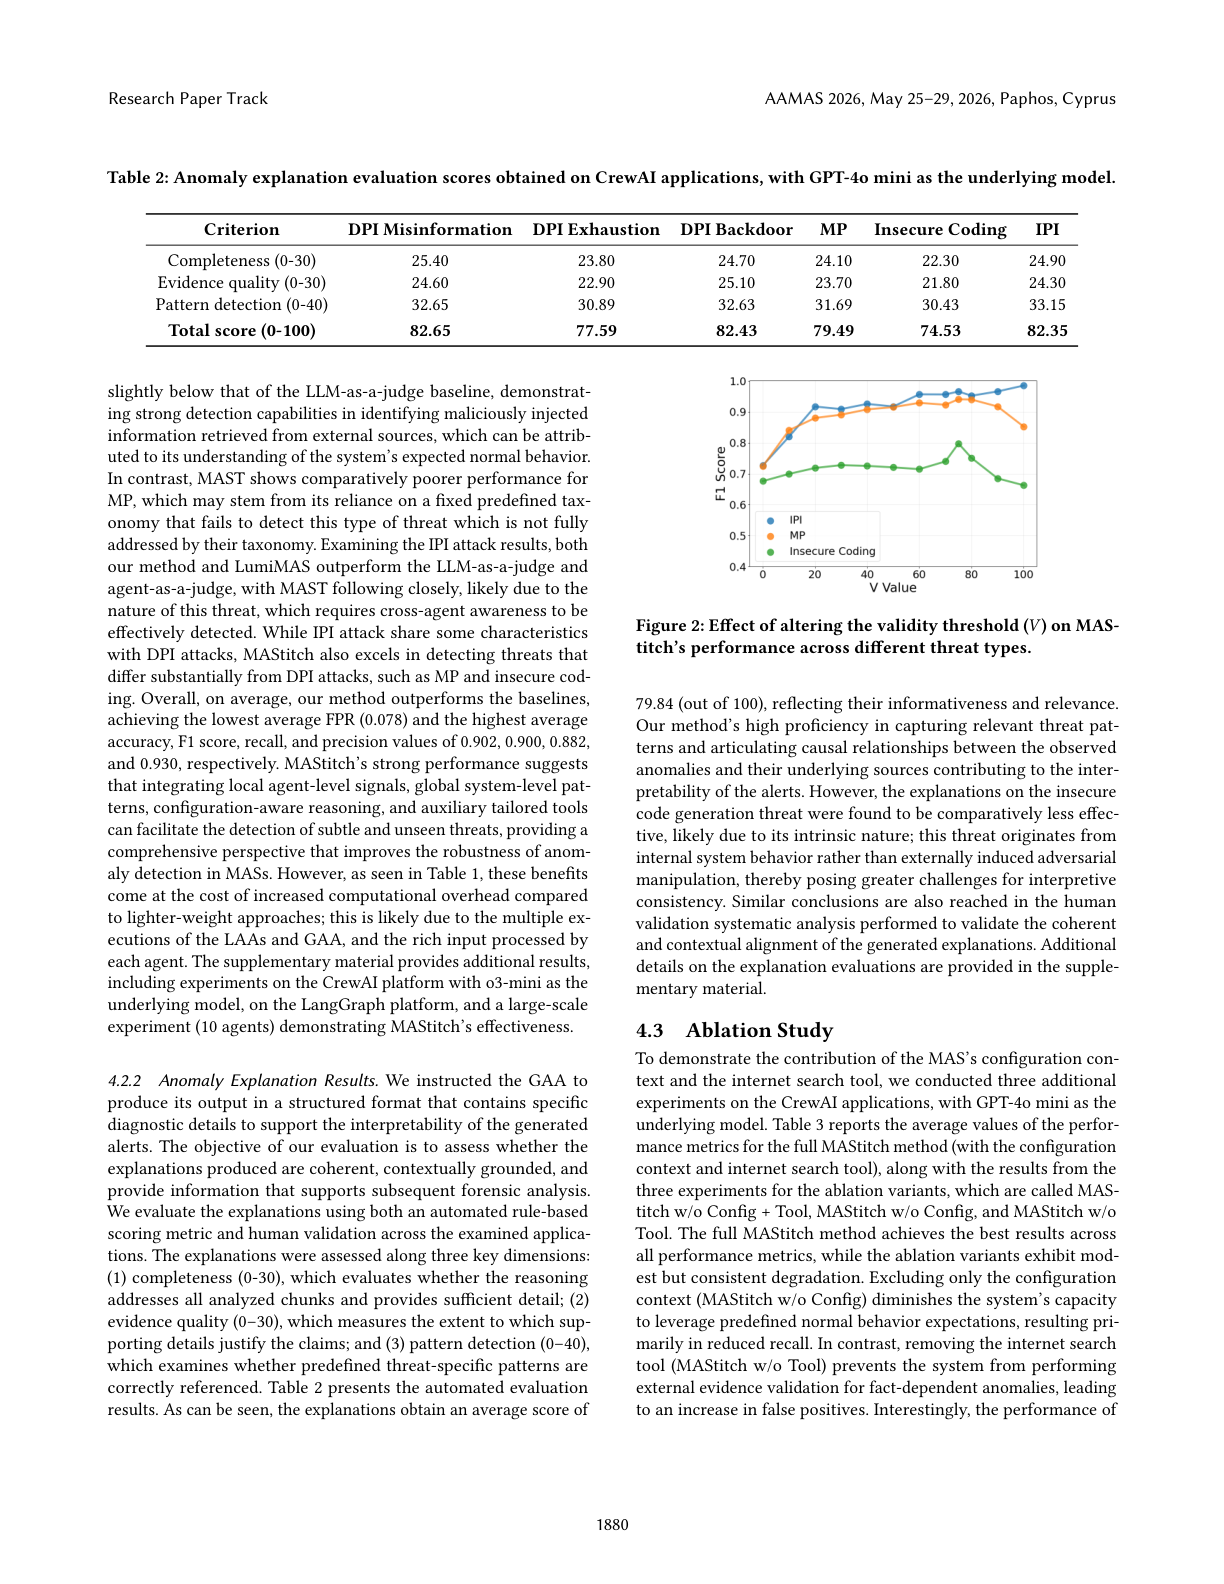 Research Paper Track
AAMAS 2026, May 25–29, 2026, Paphos, Cyprus
Table 2: Anomaly explanation evaluation scores obtained on CrewAI applications, with GPT-4o mini as the underlying model.
Criterion DPI Misinformation DPI Exhaustion DPI Backdoor MP Insecure Coding IPI
Completeness (0-30) 25.40 23.80 24.70 24.10 22.30 24.90
Evidence quality (0-30) 24.60 22.90 25.10 23.70 21.80 24.30
Pattern detection (0-40) 32.65 30.89 32.63 31.69 30.43 33.15
Total score (0-100) 82.65 77.59 82.43 79.49 74.53 82.35
slightly below that of the LLM-as-a-judge baseline, demonstrat-
ing strong detection capabilities in identifying maliciously injected
information retrieved from external sources, which can be attrib-
uted to its understanding of the system's expected normal behavior.
In contrast, MAST shows comparatively poorer performance for
MP, which may stem from its reliance on a fixed predefined tax-
onomy that fails to detect this type of threat which is not fully
addressed by their taxonomy. Examining the IPI attack results, both
our method and LumiMAS outperform the LLM-as-a-judge and
agent-as-a-judge, with MAST following closely, likely due to the
nature of this threat, which requires cross-agent awareness to be
effectively detected. While IPI attack share some characteristics
with DPI attacks, MAStitch also excels in detecting threats that
differ substantially from DPI attacks, such as MP and insecure cod-
ing. Overall, on average, our method outperforms the baselines,
achieving the lowest average FPR (0.078) and the highest average
accuracy, F1 score, recall, and precision values of 0.902, 0.900, 0.882,
and 0.930, respectively. MAStitch's strong performance suggests
that integrating local agent-level signals, global system-level pat-
terns, configuration-aware reasoning, and auxiliary tailored tools
can facilitate the detection of subtle and unseen threats, providing a
comprehensive perspective that improves the robustness of anom-
aly detection in MASs. However, as seen in Table 1, these benefits
come at the cost of increased computational overhead compared
to lighter-weight approaches; this is likely due to the multiple ex-
ecutions of the LAAs and GAA, and the rich input processed by
each agent. The supplementary material provides additional results,
including experiments on the CrewAI platform with o3-mini as the
underlying model, on the LangGraph platform, and a large-scale
experiment (10 agents) demonstrating MAStitch's effectiveness.
4.2.2 Anomaly Explanation Results. We instructed the GAA to
produce its output in a structured format that contains specific
diagnostic details to support the interpretability of the generated
alerts. The objective of our evaluation is to assess whether the
explanations produced are coherent, contextually grounded, and
provide information that supports subsequent forensic analysis.
We evaluate the explanations using both an automated rule-based
scoring metric and human validation across the examined applica-
tions. The explanations were assessed along three key dimensions:
(1) completeness (0-30), which evaluates whether the reasoning
addresses all analyzed chunks and provides sufficient detail; (2)
evidence quality (0–30), which measures the extent to which sup-
porting details justify the claims; and (3) pattern detection (0–40),
which examines whether predefined threat-specific patterns are
correctly referenced. Table 2 presents the automated evaluation
results. As can be seen, the explanations obtain an average score of
1.0
0.9
0.8
0.7
0.6
0.5
0.4
F1 Score
IPI
MP
Insecure Coding
0 20 40 60 80 100
V Value
Figure 2: Effect of altering the validity threshold (V) on MAS-
titch's performance across different threat types.
79.84 (out of 100), reflecting their informativeness and relevance.
Our method's high proficiency in capturing relevant threat pat-
terns and articulating causal relationships between the observed
anomalies and their underlying sources contributing to the inter-
pretability of the alerts. However, the explanations on the insecure
code generation threat were found to be comparatively less effec-
tive, likely due to its intrinsic nature; this threat originates from
internal system behavior rather than externally induced adversarial
manipulation, thereby posing greater challenges for interpretive
consistency. Similar conclusions are also reached in the human
validation systematic analysis performed to validate the coherent
and contextual alignment of the generated explanations. Additional
details on the explanation evaluations are provided in the supple-
mentary material.
4.3 Ablation Study
To demonstrate the contribution of the MAS's configuration con-
text and the internet search tool, we conducted three additional
experiments on the CrewAI applications, with GPT-4o mini as the
underlying model. Table 3 reports the average values of the perfor-
mance metrics for the full MAStitch method (with the configuration
context and internet search tool), along with the results from the
three experiments for the ablation variants, which are called MAS-
titch w/o Config + Tool, MAStitch w/o Config, and MAStitch w/o
Tool. The full MAStitch method achieves the best results across
all performance metrics, while the ablation variants exhibit mod-
est but consistent degradation. Excluding only the configuration
context (MAStitch w/o Config) diminishes the system's capacity
to leverage predefined normal behavior expectations, resulting pri-
marily in reduced recall. In contrast, removing the internet search
tool (MAStitch w/o Tool) prevents the system from performing
external evidence validation for fact-dependent anomalies, leading
to an increase in false positives. Interestingly, the performance of
1880